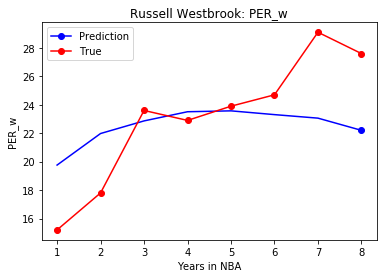 Russell Westbrook: PER_w
Prediction
True
PER_w
28
26
24
22
20
18
16
1 2 3 4 5 6 7 8
Years in NBA